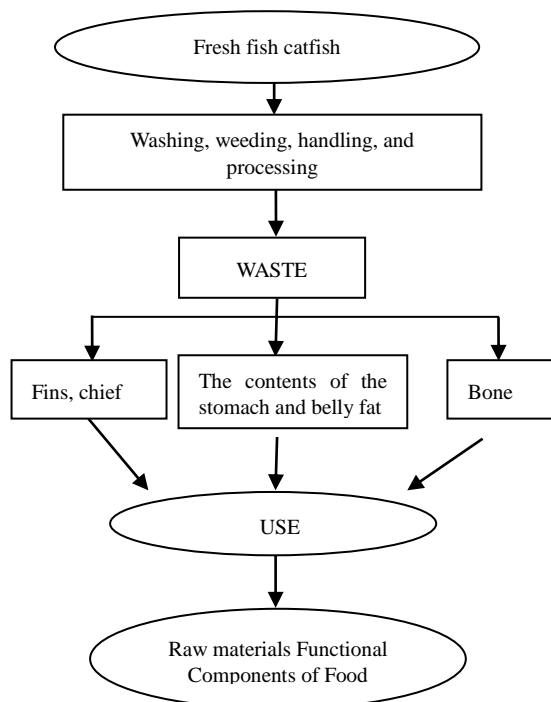 Fresh fish catfish
Washing, weeding, handling, and
processing
WASTE
Fins, chief
The contents of the
stomach and belly fat
Bone
USE
Raw materials Functional
Components of Food